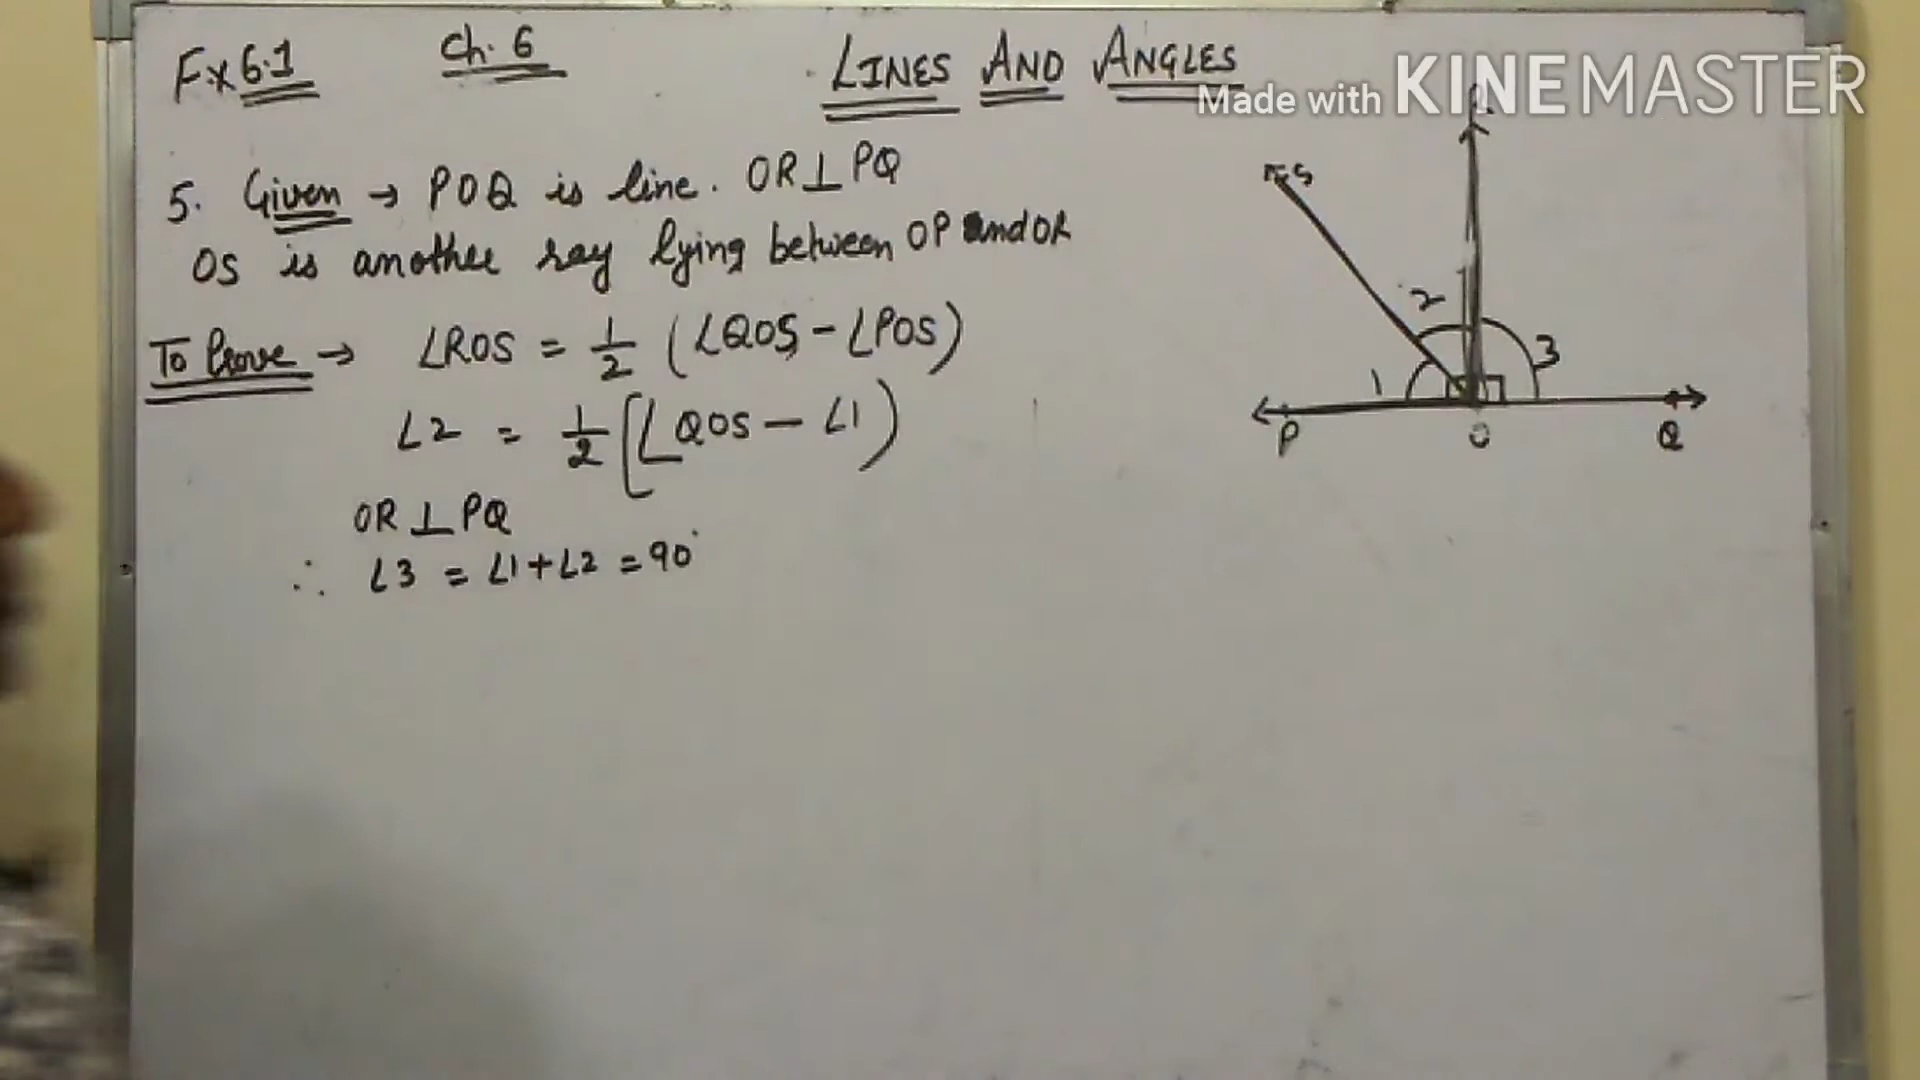 Ex 6.1 Ch. 6 LINES AND ANGLES
Made with KINEMASTER
5. Given → POQ is line. OR ⊥ PQ
OS is another ray lying between OP and OR
To Prove → ∠ROS = 1/2 (∠QOS - ∠POS)
∠2 = 1/2 [∠QOS - ∠1)
OR ⊥ PQ
∴ ∠3 = ∠1 + ∠2 = 90°
R
S
2
3
1
P O Q